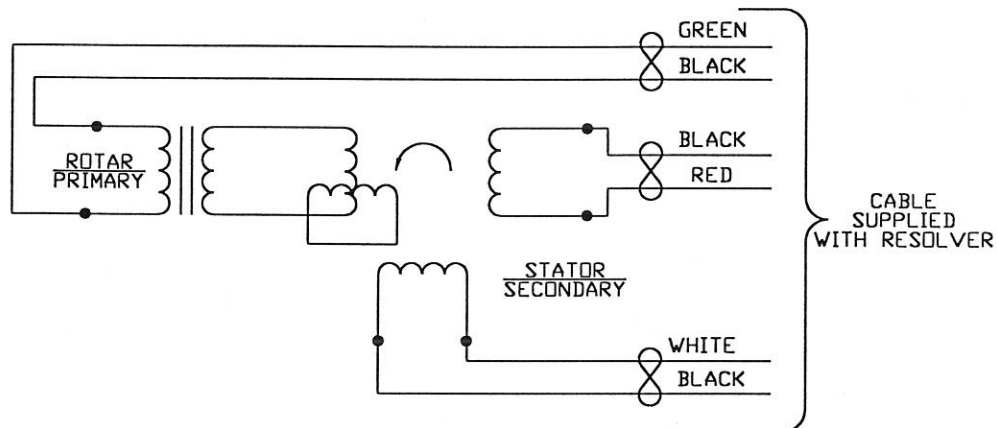 GREEN
BLACK
BLACK
RED
ROTAR
PRIMARY
CABLE
SUPPLIED
WITH RESOLVER
STATOR
SECONDARY
WHITE
BLACK